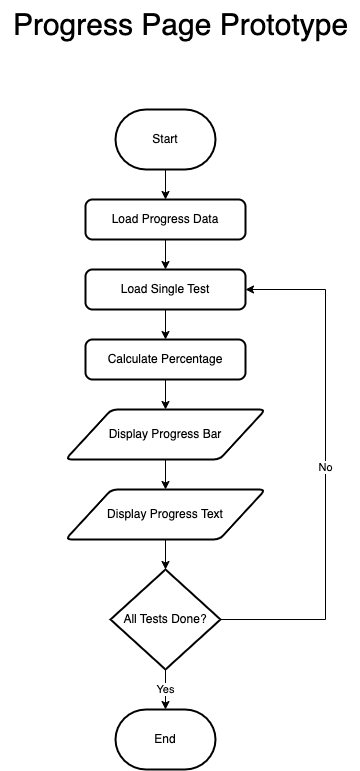 Progress Page Prototype
Start
Load Progress Data
Load Single Test
Calculate Percentage
Display Progress Bar
No
Display Progress Text
All Tests Done?
Yes
End